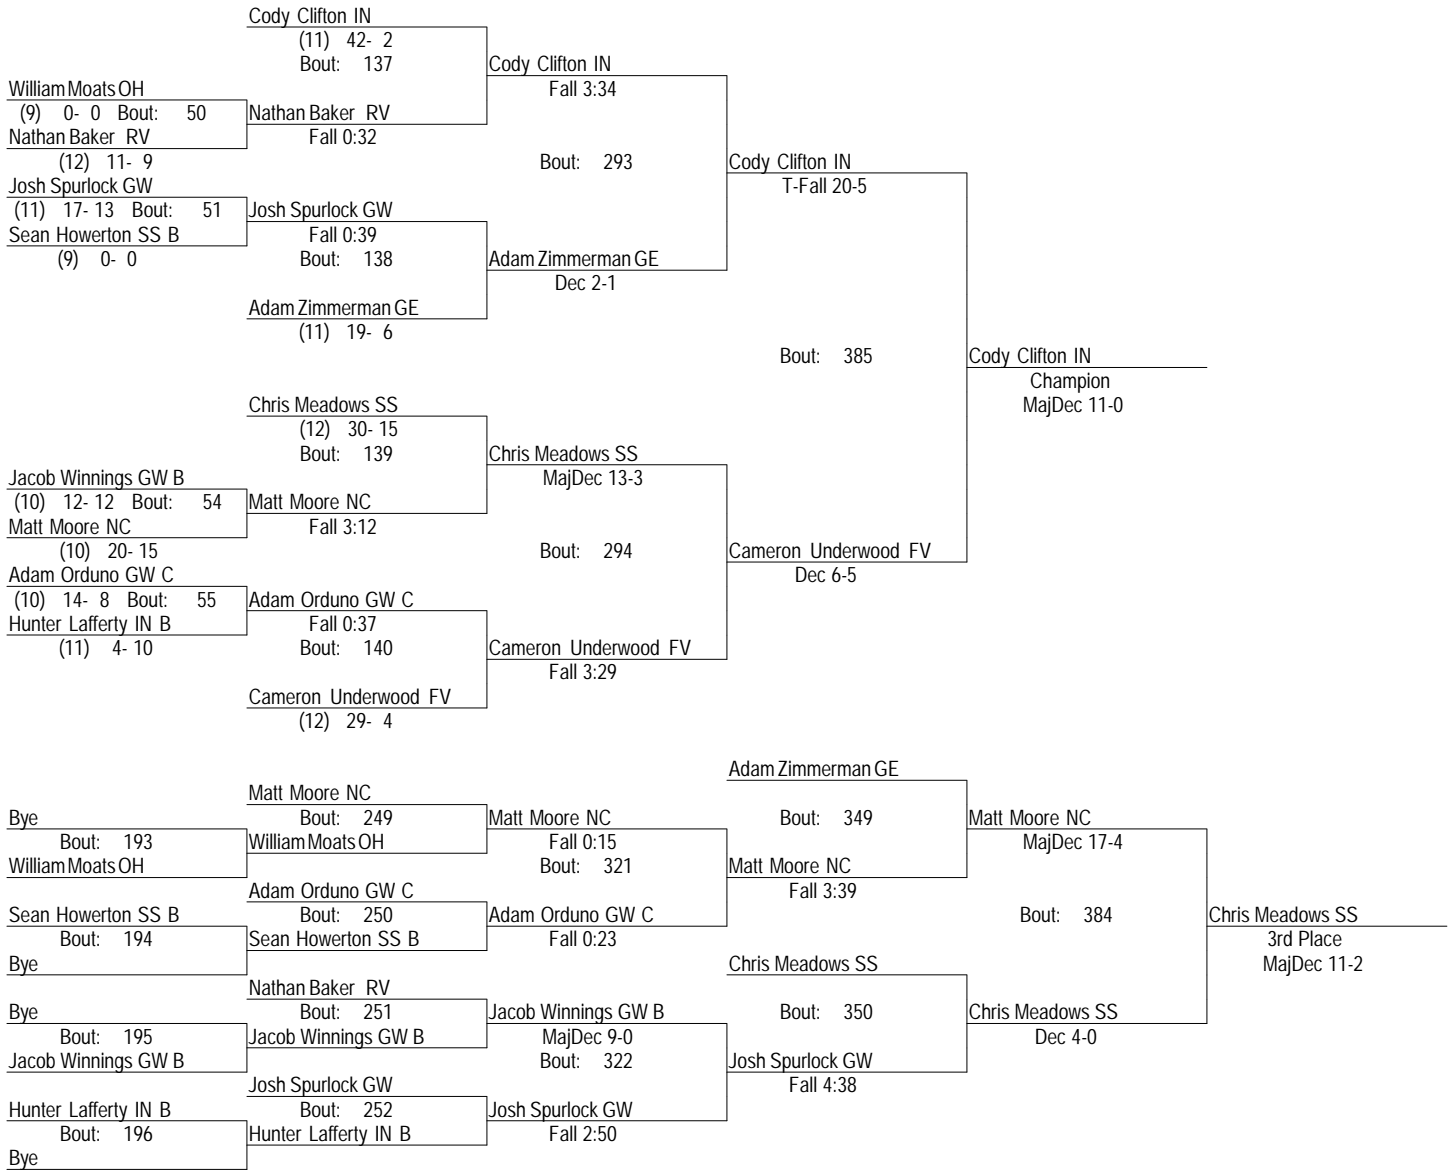 Cody Clifton IN
(11) 42- 2
Bout: 137
Cody Clifton IN
Fall 3:34
William Moats OH
(9) 0- 0 Bout: 50
Nathan Baker RV
Fall 0:32
Nathan Baker RV
(12) 11- 9
Bout: 293
Cody Clifton IN
T-Fall 20-5
Josh Spurlock GW
(11) 17- 13 Bout: 51
Josh Spurlock GW
Fall 0:39
Sean Howerton SS B
(9) 0- 0
Bout: 138
Adam Zimmerman GE
Dec 2-1
Adam Zimmerman GE
(11) 19- 6
Bout: 385
Cody Clifton IN
Champion
MajDec 11-0
Chris Meadows SS
(12) 30- 15
Bout: 139
Chris Meadows SS
MajDec 13-3
Jacob Winnings GW B
(10) 12- 12 Bout: 54
Matt Moore NC
Fall 3:12
Matt Moore NC
(10) 20- 15
Bout: 294
Cameron Underwood FV
Dec 6-5
Adam Orduno GW C
(10) 14- 8 Bout: 55
Adam Orduno GW C
Fall 0:37
Hunter Lafferty IN B
(11) 4- 10
Bout: 140
Cameron Underwood FV
Fall 3:29
Cameron Underwood FV
(12) 29- 4
Adam Zimmerman GE
Matt Moore NC
Bye
Bout: 249
Matt Moore NC
Bout: 349
Matt Moore NC
Bout: 193
William Moats OH
Fall 0:15
MajDec 17-4
William Moats OH
Bout: 321
Matt Moore NC
Fall 3:39
Adam Orduno GW C
Sean Howerton SS B
Bout: 250
Adam Orduno GW C
Bout: 384
Chris Meadows SS
Bout: 194
Sean Howerton SS B
Fall 0:23
3rd Place
Bye
Chris Meadows SS
MajDec 11-2
Nathan Baker RV
Bye
Bout: 251
Jacob Winnings GW B
Bout: 350
Chris Meadows SS
Bout: 195
Jacob Winnings GW B
MajDec 9-0
Dec 4-0
Jacob Winnings GW B
Bout: 322
Josh Spurlock GW
Fall 4:38
Josh Spurlock GW
Hunter Lafferty IN B
Bout: 252
Josh Spurlock GW
Bout: 196
Hunter Lafferty IN B
Fall 2:50
Bye